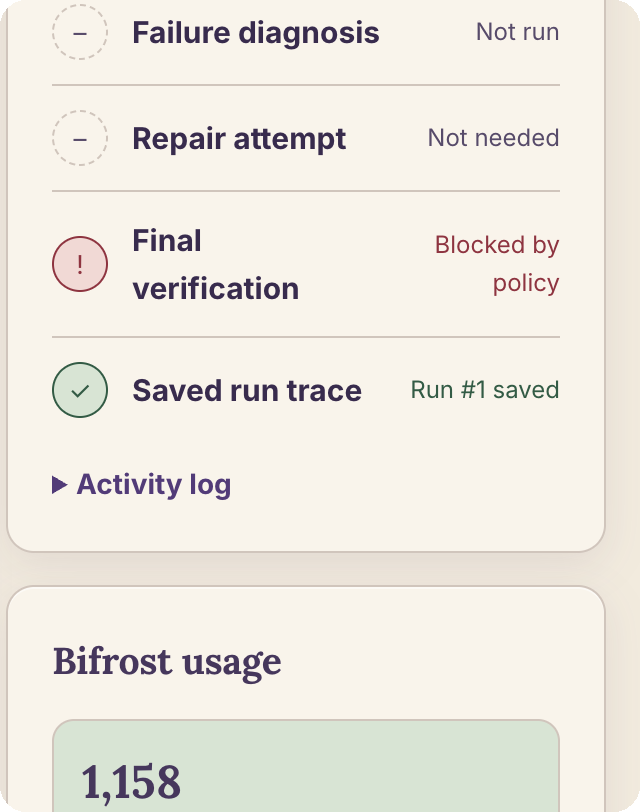 – Failure diagnosis Not run
– Repair attempt Not needed
! Final verification Blocked by policy
✓ Saved run trace Run #1 saved
▶ Activity log
Bifrost usage
1,158